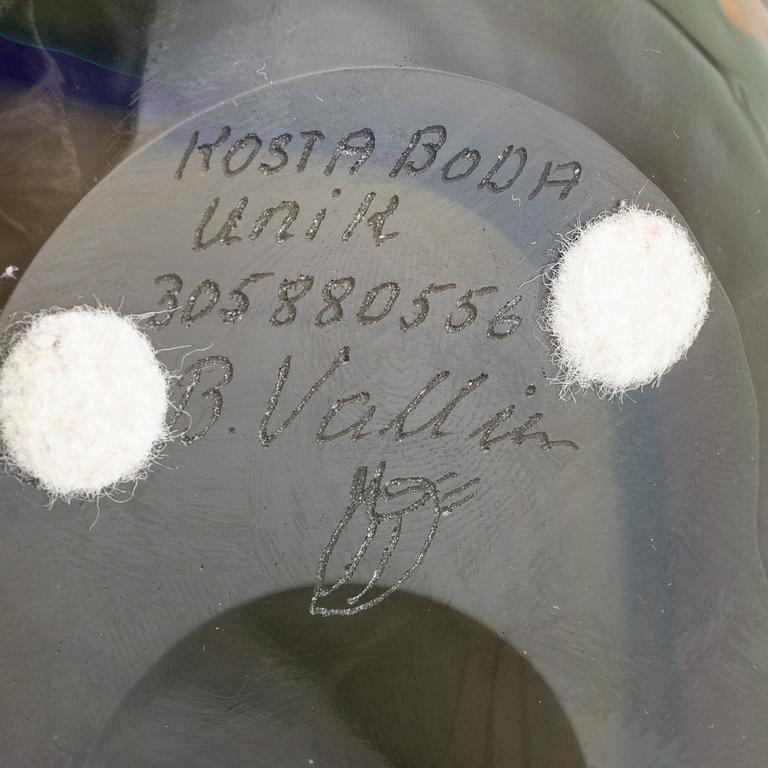 KOSTA BODA
Unik
305880556
B. Vallien